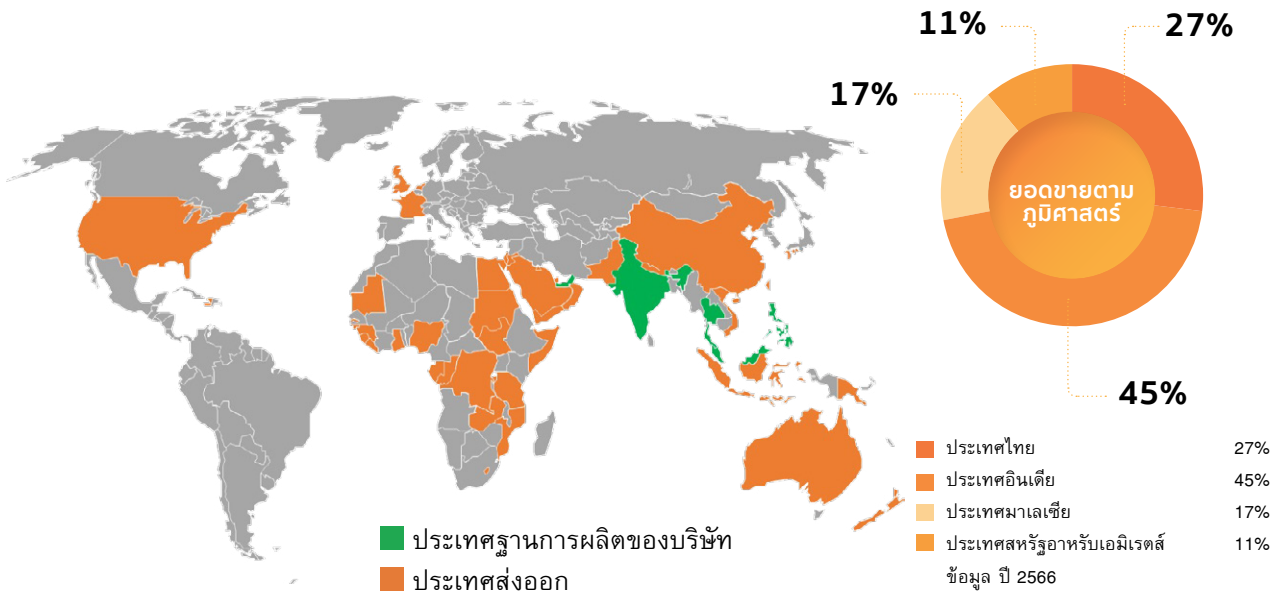 11%
27%
17%
ยอดขายตาม
ภูมิศาสตร์
45%
ประเทศฐานการผลิตของบริษัท
ประเทศส่งออก
ประเทศไทย 27%
ประเทศอินเดีย 45%
ประเทศมาเลเซีย 17%
ประเทศสหรัฐอาหรับเอมิเรตส์ 11%
ข้อมูล ปี 2566